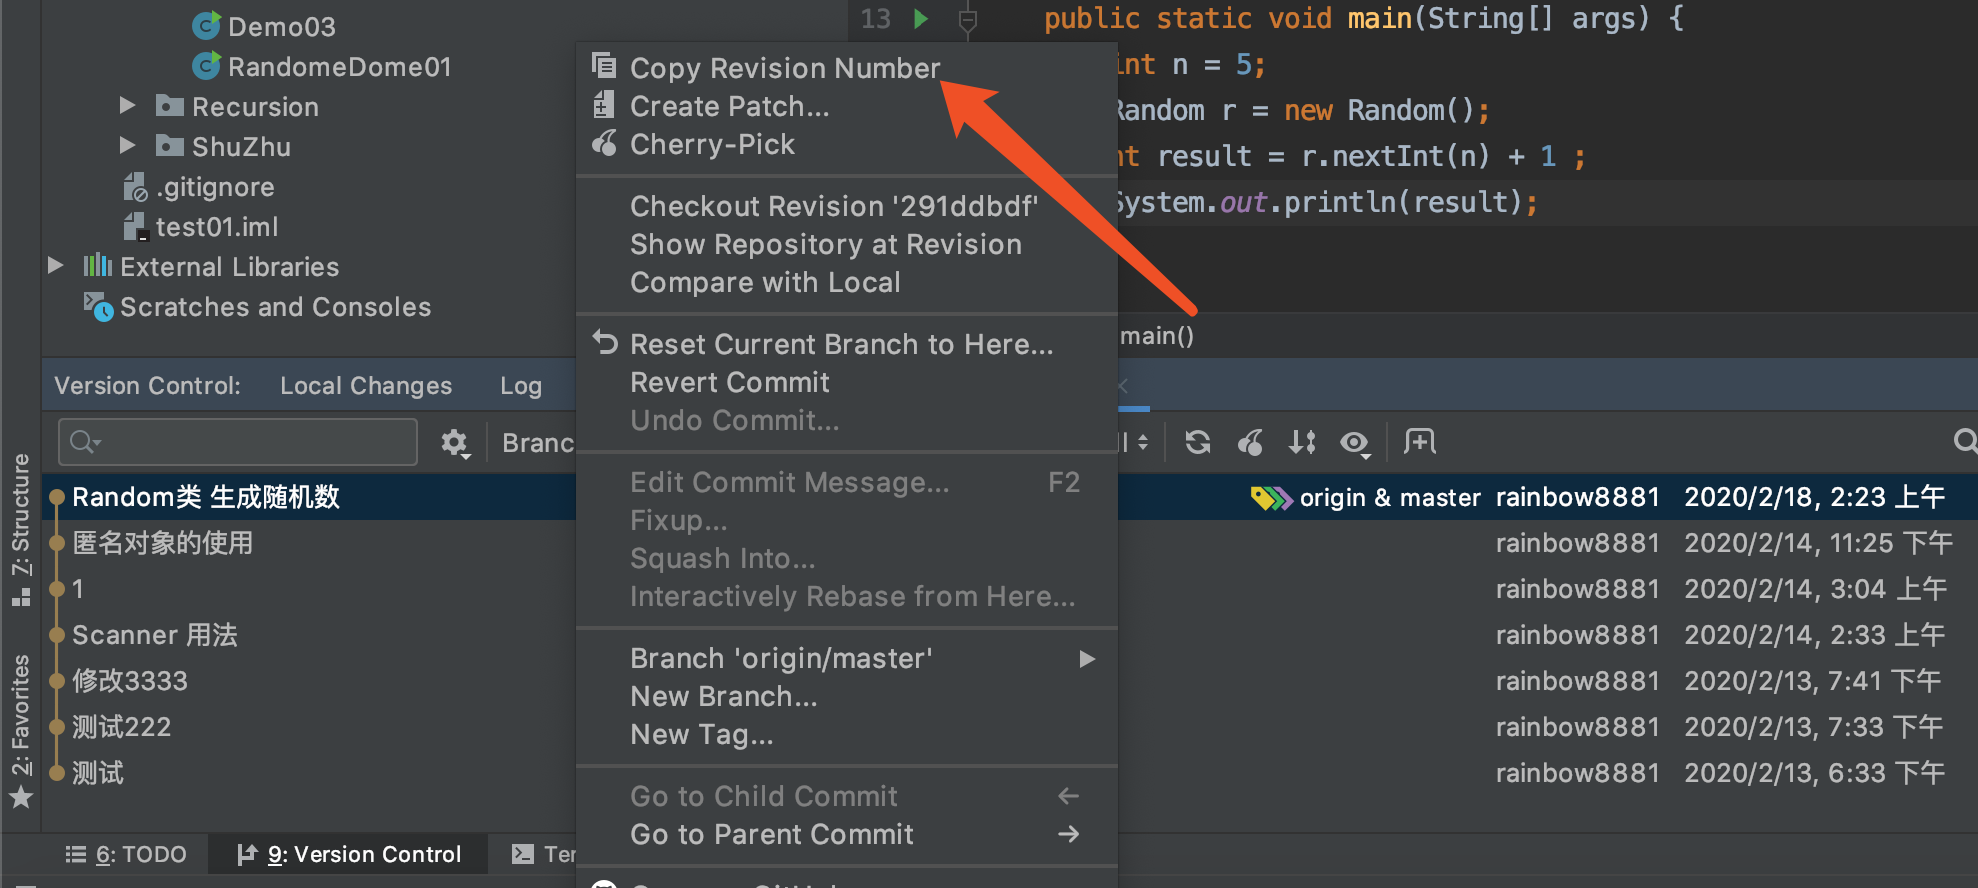 Demo03
RandomeDome01
Recursion
ShuZhu
.gitignore
test01.iml
External Libraries
Scratches and Consoles
13 public static void main(String[] args) {
int n = 5;
Random r = new Random();
nt result = r.nextInt(n) + 1 ;
System.out.println(result);
main()
Copy Revision Number
Create Patch...
Cherry-Pick
Checkout Revision '291ddbdf'
Show Repository at Revision
Compare with Local
Reset Current Branch to Here...
Revert Commit
Undo Commit...
Edit Commit Message... F2
Fixup...
Squash Into...
Interactively Rebase from Here...
Branch 'origin/master'
New Branch...
New Tag...
Go to Child Commit
Go to Parent Commit
Version Control: Local Changes Log
Branc
Random类 生成随机数 origin & master rainbow8881 2020/2/18, 2:23 上午
匿名对象的使用 rainbow8881 2020/2/14, 11:25 下午
1 rainbow8881 2020/2/14, 3:04 上午
Scanner 用法 rainbow8881 2020/2/14, 2:33 上午
修改3333 rainbow8881 2020/2/13, 7:41 下午
测试222 rainbow8881 2020/2/13, 7:33 下午
测试 rainbow8881 2020/2/13, 6:33 下午
7: Structure
2: Favorites
6: TODO 9: Version Control Ter